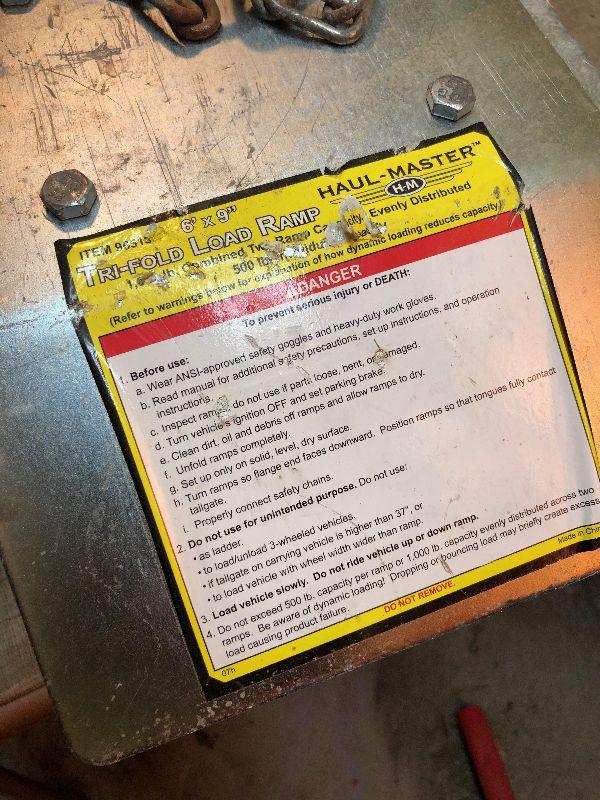 HAUL-MASTER™
H-M
6' x 9"
ITEM
TRI-FOLD LOAD RAMP
lb. Combined Two Ramp Evenly Distributed
500 lb.
(Refer to warnings below for explanation of how dynamic loading reduces capacity.)
DANGER
To prevent serious injury or DEATH:
1. Before use:
a. Wear ANSI-approved safety goggles and heavy-duty work gloves.
b. Read manual for additional safety precautions, set up instructions, and operation
instructions.
c. Inspect ramps, do not use if parts loose, bent, or damaged.
d. Turn vehicle's ignition OFF and set parking brake.
e. Clean dirt, oil and debris off ramps and allow ramps to dry.
f. Unfold ramps completely.
g. Set up only on solid, level, dry surface.
h. Turn ramps so flange end faces downward. Position ramps so that tongues fully contact
tailgate.
i. Properly connect safety chains.
2. Do not use for unintended purpose. Do not use:
• as ladder.
• to load/unload 3-wheeled vehicles.
• if tailgate on carrying vehicle is higher than 37", or
• to load vehicle with wheel width wider than ramp.
3. Load vehicle slowly. Do not ride vehicle up or down ramp.
4. Do not exceed 500 lb. capacity per ramp or 1,000 lb. capacity evenly distributed across two
ramps. Be aware of dynamic loading! Dropping or bouncing load may briefly create excess
load causing product failure.
DO NOT REMOVE.
Made in China
07h